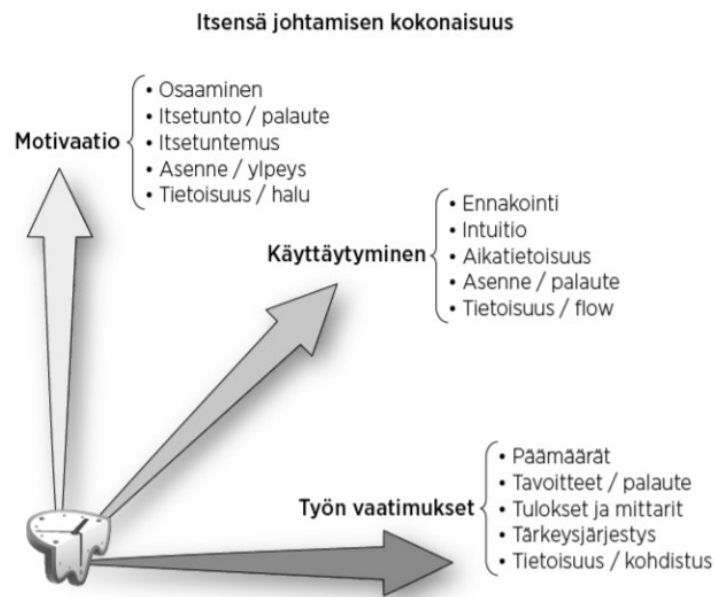 Itsensä johtamisen kokonaisuus
Motivaatio
• Osaaminen
• Itsetunto / palaute
• Itsetuntemus
• Asenne / ylpeys
• Tietoisuus / halu
Käyttäytyminen
• Ennakointi
• Intuitio
• Aikatietoisuus
• Asenne / palaute
• Tietoisuus / flow
Työn vaatimukset
• Päämäärät
• Tavoitteet / palaute
• Tulokset ja mittarit
• Tärkeysjärjestys
• Tietoisuus / kohdistus